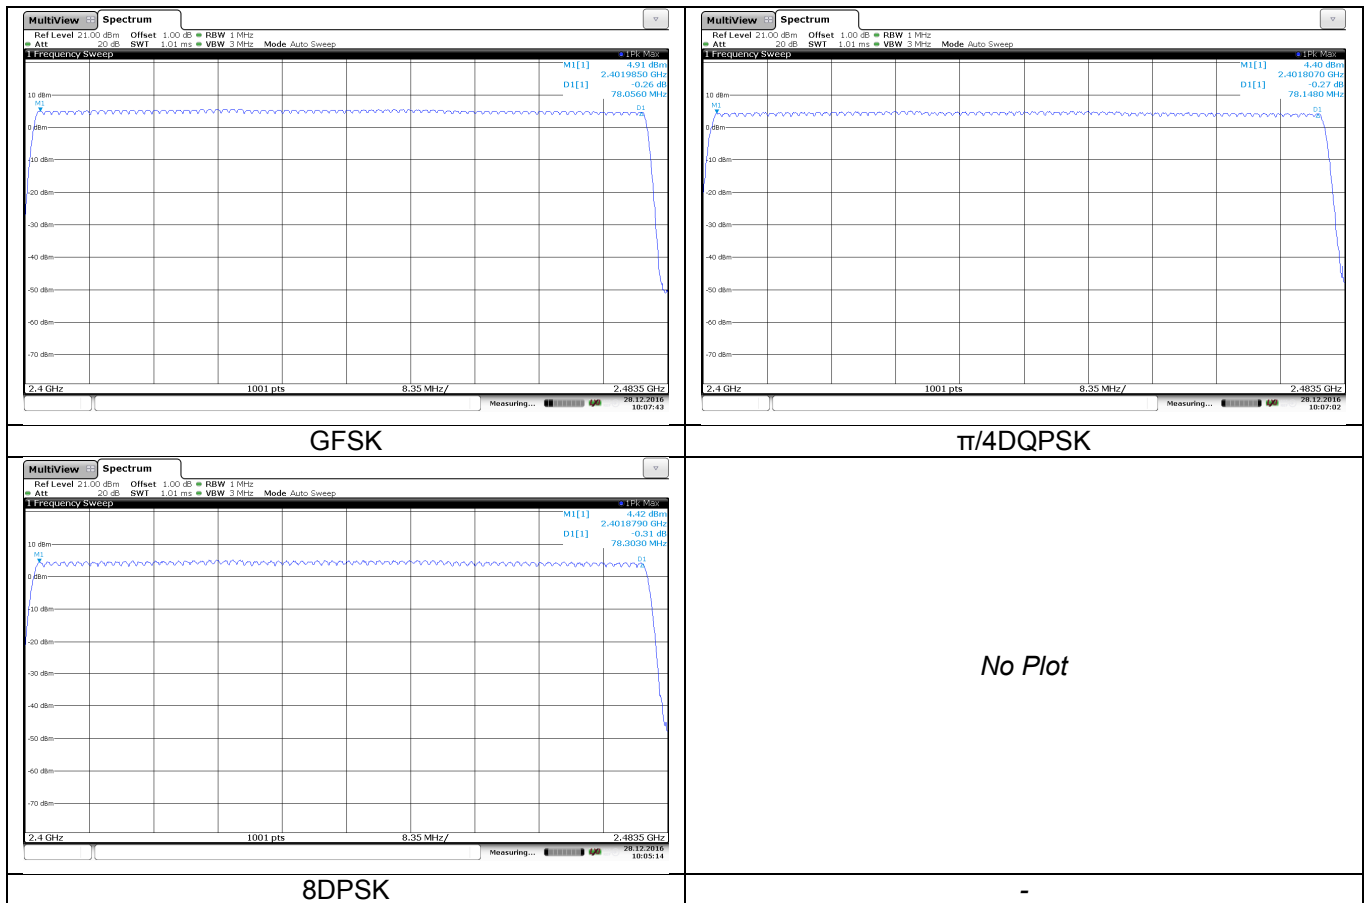 MultiView Spectrum
Ref Level 21.00 dBm Offset 1.00 dB RBW 1 MHz
Att 20 dB SWT 1.01 ms VBW 3 MHz Mode Auto Sweep
1 Frequency Sweep 1Pk Max
M1[1] 4.91 dBm
2.4019850 GHz
D1[1] -0.26 dB
78.0560 MHz
10 dBm
M1
D1
0 dBm
-10 dBm
-20 dBm
-30 dBm
-40 dBm
-50 dBm
-60 dBm
-70 dBm
2.4 GHz 1001 pts 8.35 MHz/ 2.4835 GHz
Measuring... 28.12.2016
10:07:43
GFSK
MultiView Spectrum
Ref Level 21.00 dBm Offset 1.00 dB RBW 1 MHz
Att 20 dB SWT 1.01 ms VBW 3 MHz Mode Auto Sweep
1 Frequency Sweep 1Pk Max
M1[1] 4.40 dBm
2.4018070 GHz
D1[1] -0.27 dB
78.1480 MHz
10 dBm
M1
D1
0 dBm
-10 dBm
-20 dBm
-30 dBm
-40 dBm
-50 dBm
-60 dBm
-70 dBm
2.4 GHz 1001 pts 8.35 MHz/ 2.4835 GHz
Measuring... 28.12.2016
10:07:02
π/4DQPSK
MultiView Spectrum
Ref Level 21.00 dBm Offset 1.00 dB RBW 1 MHz
Att 20 dB SWT 1.01 ms VBW 3 MHz Mode Auto Sweep
1 Frequency Sweep 1Pk Max
M1[1] 4.42 dBm
2.4018790 GHz
D1[1] -0.31 dB
78.3030 MHz
10 dBm
M1
D1
0 dBm
-10 dBm
-20 dBm
-30 dBm
-40 dBm
-50 dBm
-60 dBm
-70 dBm
2.4 GHz 1001 pts 8.35 MHz/ 2.4835 GHz
Measuring... 28.12.2016
10:05:14
8DPSK
No Plot
-